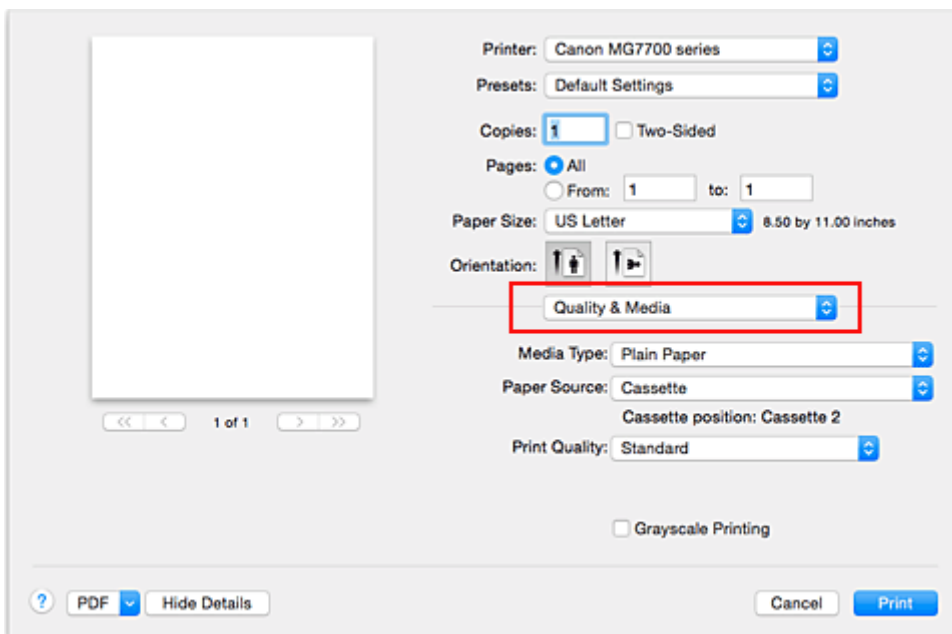 Printer: Canon MG7700 series
Presets: Default Settings
Copies: 1 Two-Sided
Pages: All
From: 1 to: 1
Paper Size: US Letter 8.50 by 11.00 inches
Orientation:
Quality & Media
Media Type: Plain Paper
Paper Source: Cassette
Cassette position: Cassette 2
Print Quality: Standard
Grayscale Printing
<< < 1 of 1 > >>
? PDF Hide Details Cancel Print